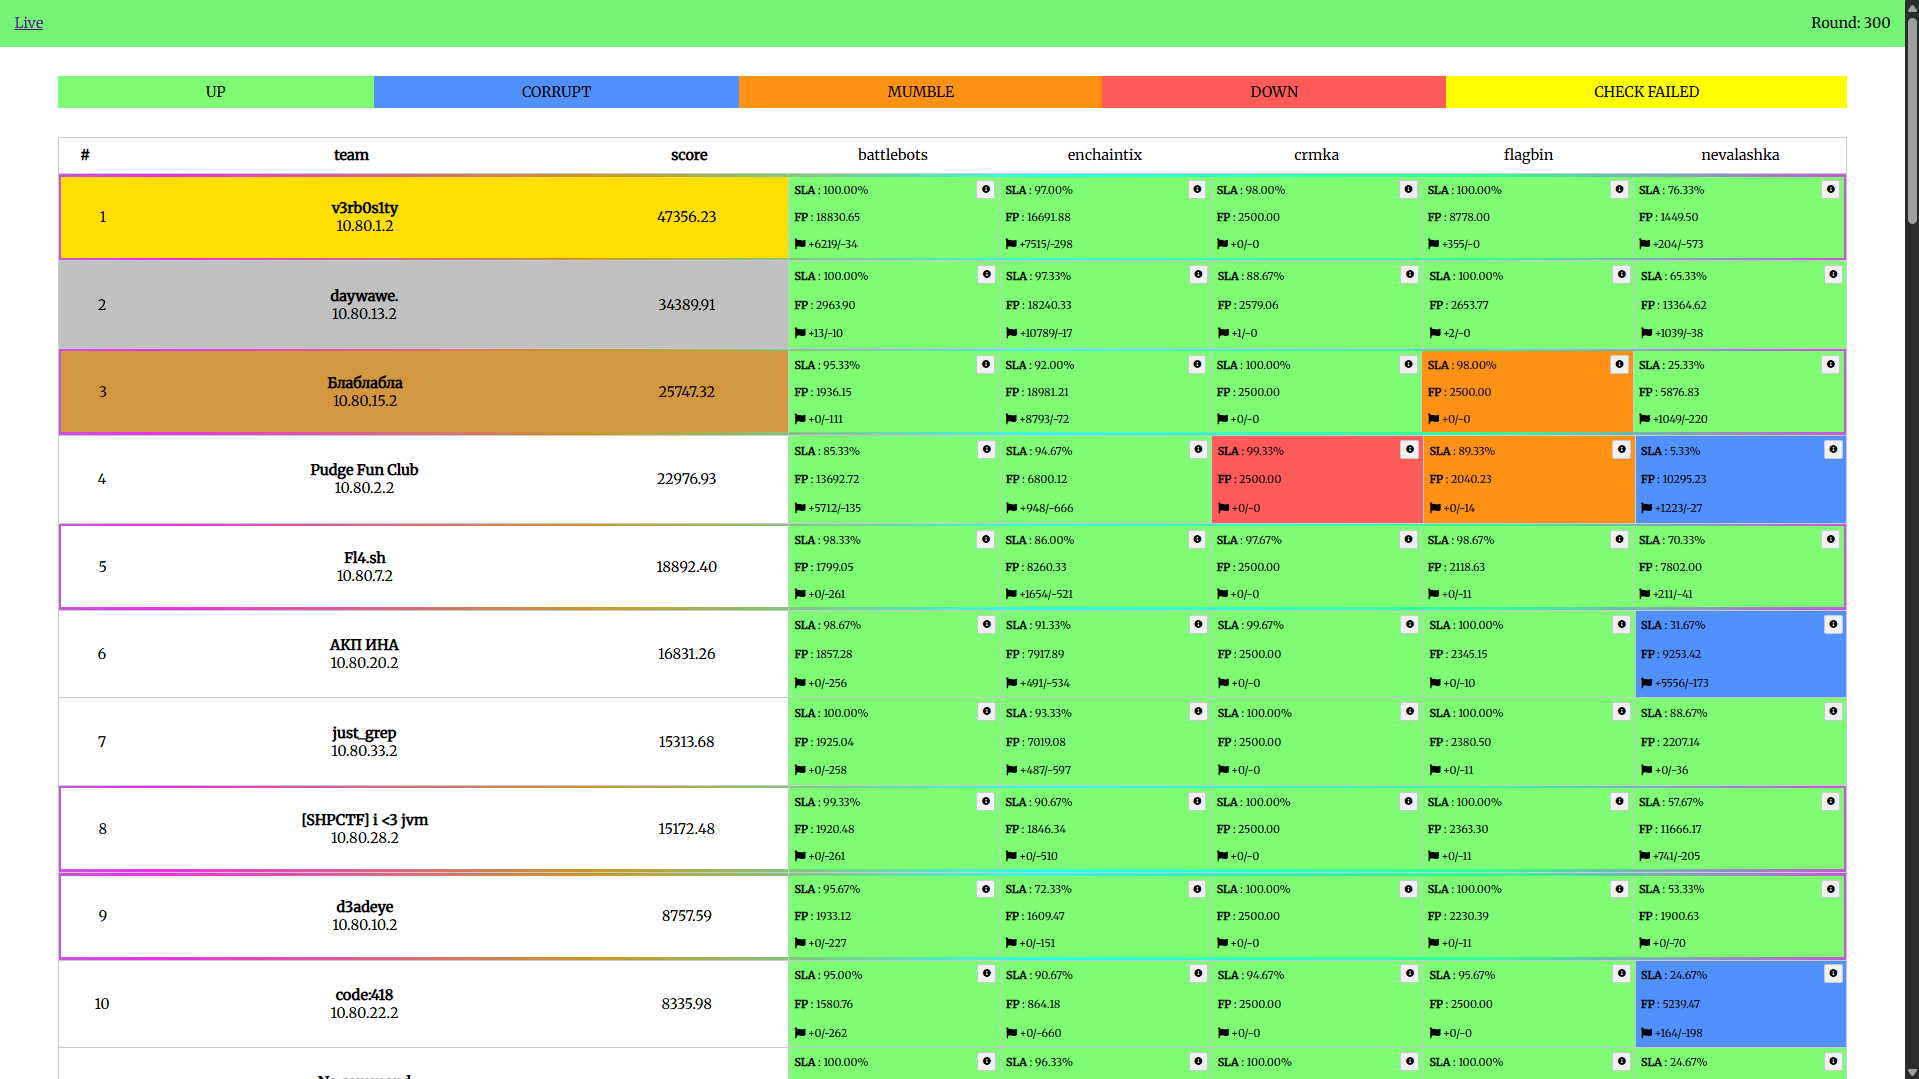 Live
Round: 300
UP CORRUPT MUMBLE DOWN CHECK FAILED
# team score battlebots enchaintix crmka flagbin nevalashka
SLA : 100.00% SLA : 97.00% SLA : 98.00% SLA : 100.00% SLA : 76.33%
1 v3rb0s1ty 47356.23 FP : 18830.65 FP : 16691.88 FP : 2500.00 FP : 8778.00 FP : 1449.50
10.80.1.2
+6219/-34 +7515/-298 +0/-0 +355/-0 +204/-573
SLA : 100.00% SLA : 97.33% SLA : 88.67% SLA : 100.00% SLA : 65.33%
2 daywawe. 34389.91 FP : 2963.90 FP : 18240.33 FP : 2579.06 FP : 2653.77 FP : 13364.62
10.80.13.2
+13/-10 +10789/-17 +1/-0 +2/-0 +1039/-38
SLA : 95.33% SLA : 92.00% SLA : 100.00% SLA : 98.00% SLA : 25.33%
3 Блаблабла 25747.32 FP : 1936.15 FP : 18981.21 FP : 2500.00 FP : 2500.00 FP : 5876.83
10.80.15.2
+0/-111 +8793/-72 +0/-0 +0/-0 +1049/-220
SLA : 85.33% SLA : 94.67% SLA : 99.33% SLA : 89.33% SLA : 5.33%
4 Pudge Fun Club 22976.93 FP : 13692.72 FP : 6800.12 FP : 2500.00 FP : 2040.23 FP : 10295.23
10.80.2.2
+5712/-135 +948/-666 +0/-0 +0/-14 +1223/-27
SLA : 98.33% SLA : 86.00% SLA : 97.67% SLA : 98.67% SLA : 70.33%
5 Fl4.sh 18892.40 FP : 1799.05 FP : 8260.33 FP : 2500.00 FP : 2118.63 FP : 7802.00
10.80.7.2
+0/-261 +1654/-521 +0/-0 +0/-11 +211/-41
SLA : 98.67% SLA : 91.33% SLA : 99.67% SLA : 100.00% SLA : 31.67%
6 АКП ИНА 16831.26 FP : 1857.28 FP : 7917.89 FP : 2500.00 FP : 2345.15 FP : 9253.42
10.80.20.2
+0/-256 +491/-534 +0/-0 +0/-10 +5556/-173
SLA : 100.00% SLA : 93.33% SLA : 100.00% SLA : 100.00% SLA : 88.67%
7 just_grep 15313.68 FP : 1925.04 FP : 7019.08 FP : 2500.00 FP : 2380.50 FP : 2207.14
10.80.33.2
+0/-258 +487/-597 +0/-0 +0/-11 +0/-36
SLA : 99.33% SLA : 90.67% SLA : 100.00% SLA : 100.00% SLA : 57.67%
8 [SHPCTF] i <3 jvm 15172.48 FP : 1920.48 FP : 1846.34 FP : 2500.00 FP : 2363.30 FP : 11666.17
10.80.28.2
+0/-261 +0/-510 +0/-0 +0/-11 +741/-205
SLA : 95.67% SLA : 72.33% SLA : 100.00% SLA : 100.00% SLA : 53.33%
9 d3adeye 8757.59 FP : 1933.12 FP : 1609.47 FP : 2500.00 FP : 2230.39 FP : 1900.63
10.80.10.2
+0/-227 +0/-151 +0/-0 +0/-11 +0/-70
SLA : 95.00% SLA : 90.67% SLA : 94.67% SLA : 95.67% SLA : 24.67%
10 code:418 8335.98 FP : 1580.76 FP : 864.18 FP : 2500.00 FP : 2500.00 FP : 5239.47
10.80.22.2
+0/-262 +0/-660 +0/-0 +0/-0 +164/-198
SLA : 100.00% SLA : 96.33% SLA : 100.00% SLA : 100.00% SLA : 24.67%